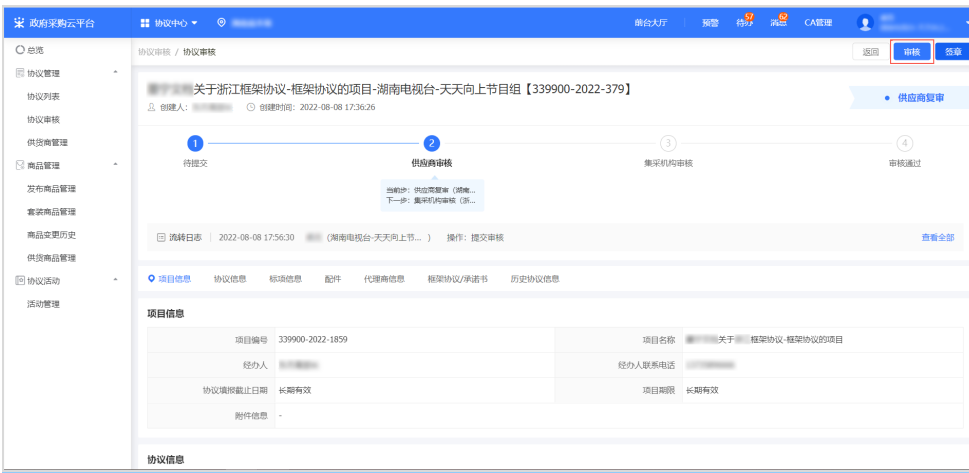 政府采购云平台 协议中心 前台大厅 预警 待办 57 消息 62 CA管理
总览 协议审核 / 协议审核 返回 审核 签章
协议管理
协议列表
协议审核
供货商管理
商品管理
发布商品管理
套装商品管理
商品变更历史
供货商品管理
协议活动
活动管理
关于浙江框架协议-框架协议的项目-湖南电视台-天天向上节目组【339900-2022-379】
创建人： 创建时间：2022-08-08 17:36:26
供应商复审
1 2 3 4
待提交 供应商审核 集采机构审核 审核通过
当前步：供应商复审（湖南...
下一步：集采机构审核（浙...
流转日志 2022-08-08 17:56:30 （湖南电视台-天天向上节... ） 操作：提交审核 查看全部
项目信息 协议信息 标项信息 配件 代理商信息 框架协议/承诺书 历史协议信息
项目信息
项目编号 339900-2022-1859 项目名称 关于 框架协议-框架协议的项目
经办人 经办人联系电话
协议填报截止日期 长期有效 项目期限 长期有效
附件信息 -
协议信息